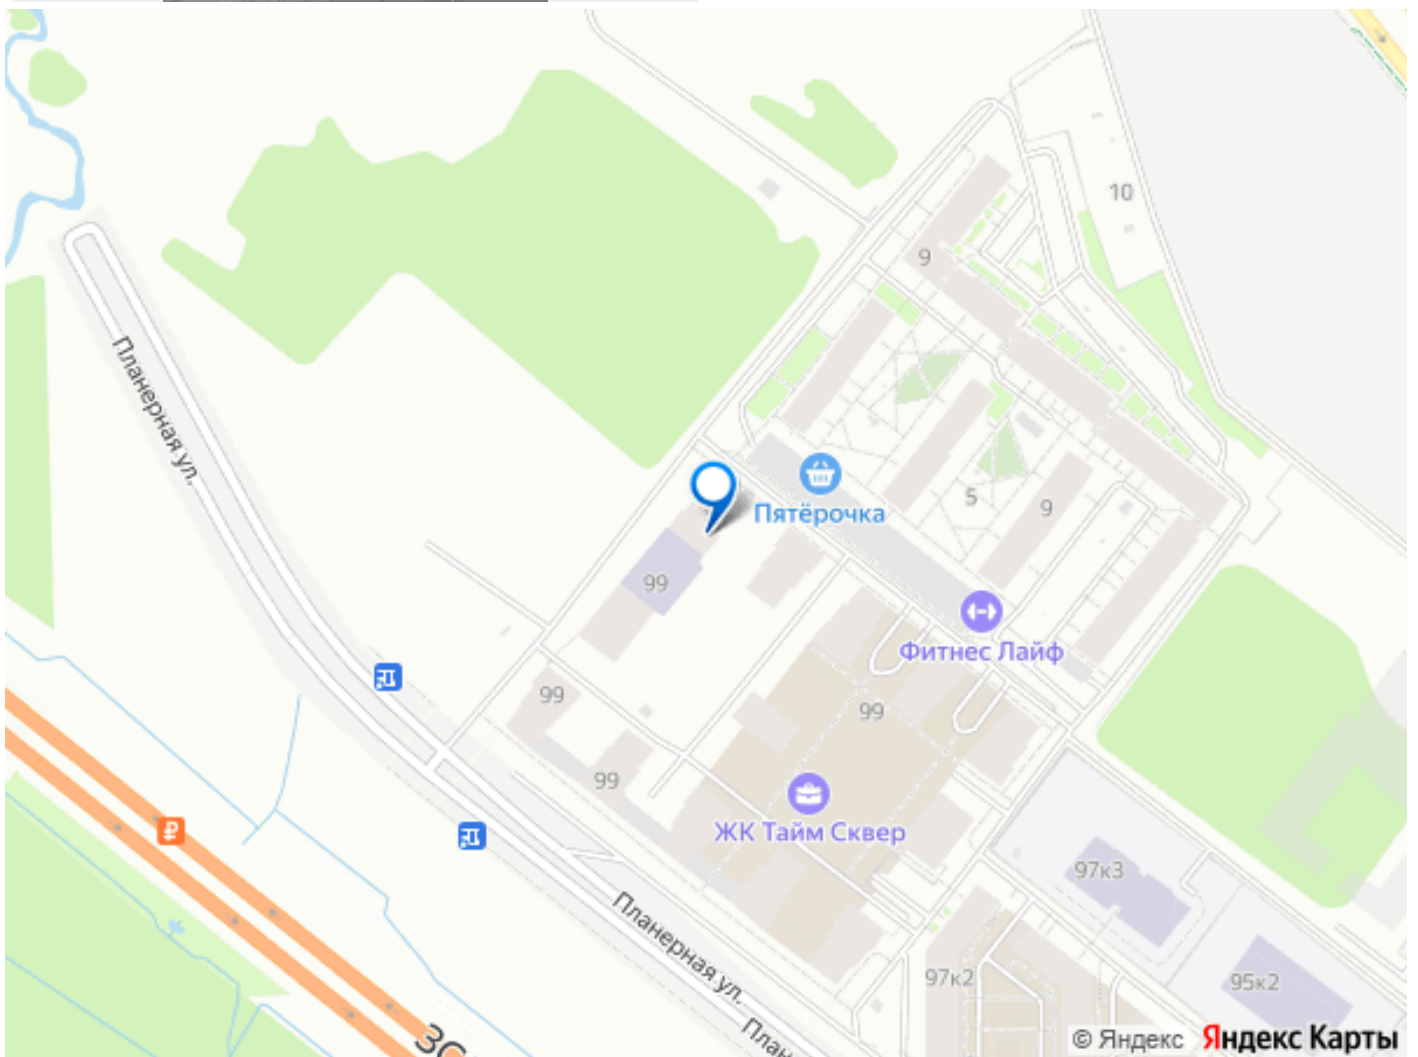 10
9
Планерная ул.
Пятёрочка
5
9
99
Фитнес Лайф
99
99
99
ЖК Тайм Сквер
97к3
Планерная ул.
97к2
95к2
© Яндекс
Яндекс Карты